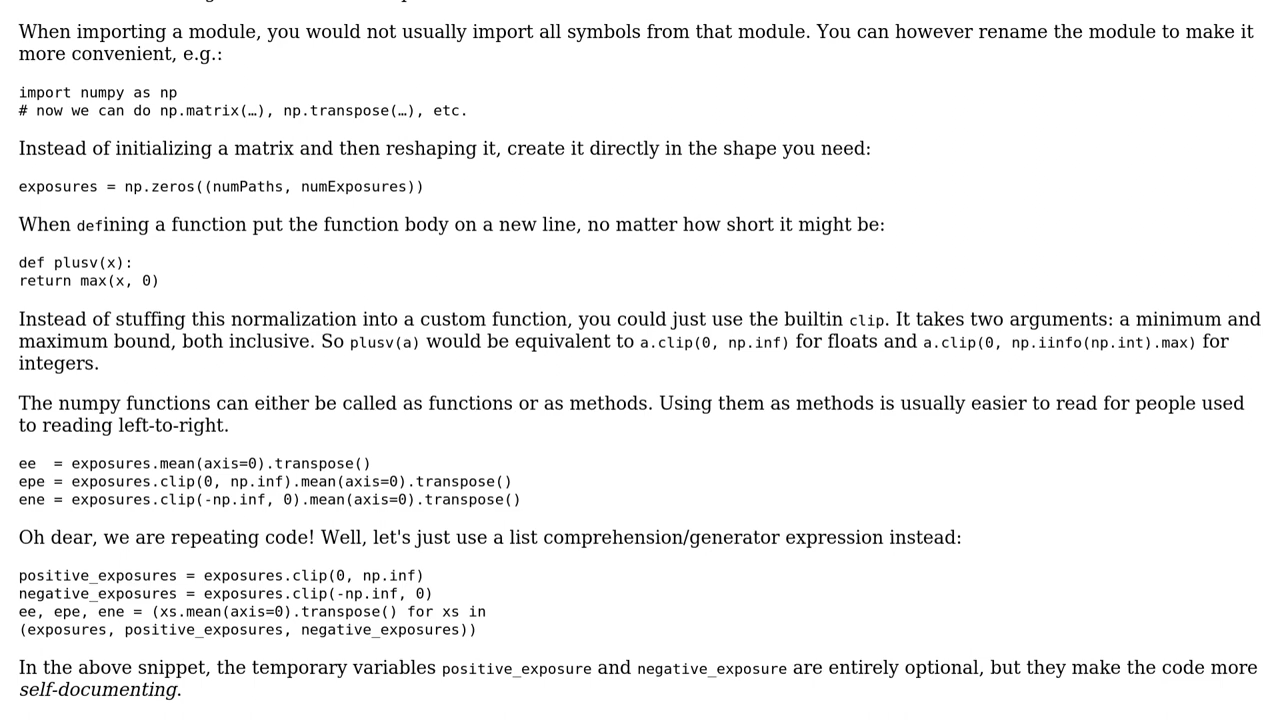 When importing a module, you would not usually import all symbols from that module. You can however rename the module to make it
more convenient, e.g.:
import numpy as np
# now we can do np.matrix(…), np.transpose(…), etc.
Instead of initializing a matrix and then reshaping it, create it directly in the shape you need:
exposures = np.zeros((numPaths, numExposures))
When defining a function put the function body on a new line, no matter how short it might be:
def plusv(x):
return max(x, 0)
Instead of stuffing this normalization into a custom function, you could just use the builtin clip. It takes two arguments: a minimum and
maximum bound, both inclusive. So plusv(a) would be equivalent to a.clip(0, np.inf) for floats and a.clip(0, np.iinfo(np.int).max) for
integers.
The numpy functions can either be called as functions or as methods. Using them as methods is usually easier to read for people used
to reading left-to-right.
ee  = exposures.mean(axis=0).transpose()
epe = exposures.clip(0, np.inf).mean(axis=0).transpose()
ene = exposures.clip(-np.inf, 0).mean(axis=0).transpose()
Oh dear, we are repeating code! Well, let's just use a list comprehension/generator expression instead:
positive_exposures = exposures.clip(0, np.inf)
negative_exposures = exposures.clip(-np.inf, 0)
ee, epe, ene = (xs.mean(axis=0).transpose() for xs in
(exposures, positive_exposures, negative_exposures))
In the above snippet, the temporary variables positive_exposure and negative_exposure are entirely optional, but they make the code more
self-documenting.